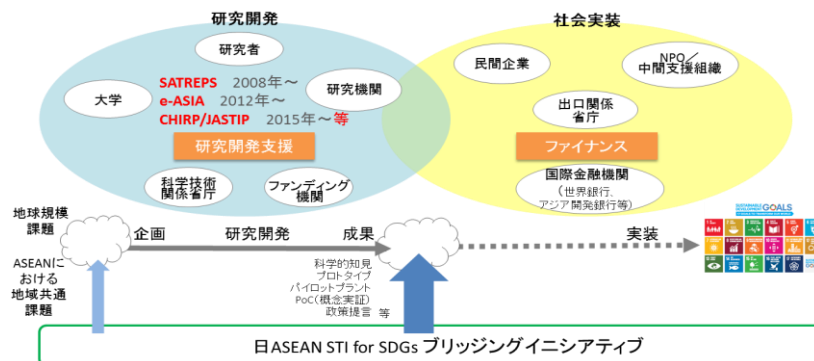 研究開発
社会実装
研究者
民間企業
NPO／
中間支援組織
大学
SATREPS 2008年～
e-ASIA 2012年～
CHIRP/JASTIP 2015年～等
研究機関
出口関係
省庁
研究開発支援
ファイナンス
科学技術
関係省庁
ファンディング
機関
国際金融機関
(世界銀行、
アジア開発銀行等)
地球規模
課題
企画 研究開発 成果
実装
SUSTAINABLE
DEVELOPMENT GOALS
ASEANに
おける
地域共通
課題
科学的知見
プロトタイプ
パイロットプラント
PoC(概念実証)
政策提言 等
日ASEAN STI for SDGs ブリッジングイニシアティブ